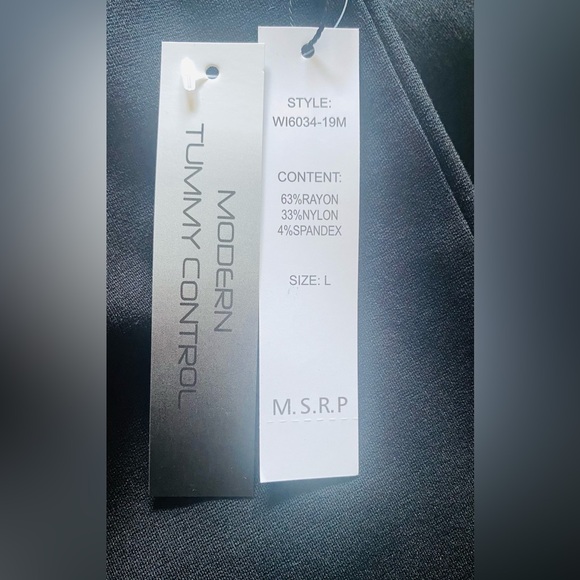 MODERN
TUMMY CONTROL
STYLE:
WI6034-19M
CONTENT:
63%RAYON
33%NYLON
4%SPANDEX
SIZE: L
M.S.R.P